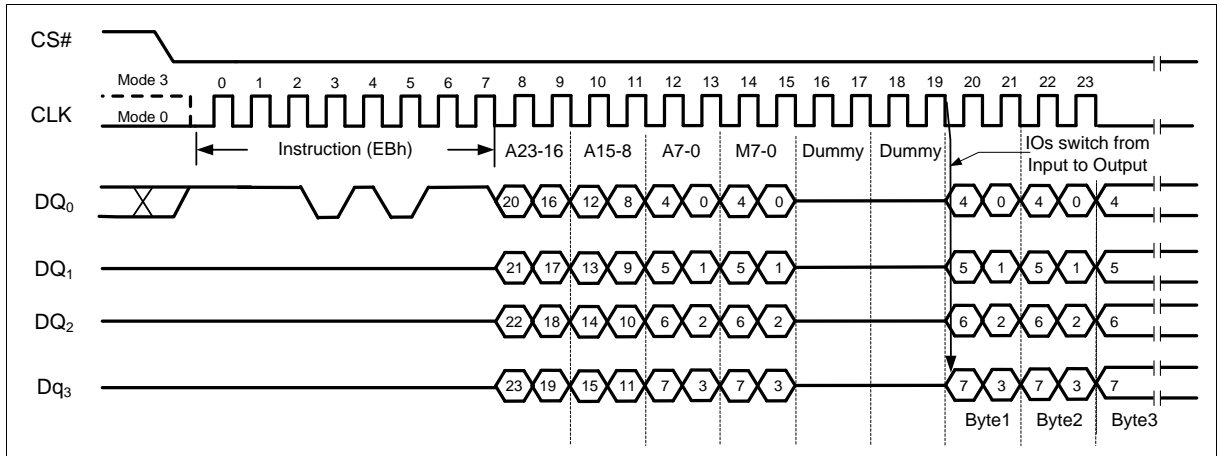 CS#
Mode 3
0 1 2 3 4 5 6 7 8 9 10 11 12 13 14 15 16 17 18 19 20 21 22 23
CLK
Mode 0
Instruction (EBh) A23-16 A15-8 A7-0 M7-0 Dummy Dummy
IOs switch from
Input to Output
DQ0 20 16 12 8 4 0 4 0 4 0 4 0 4
DQ1 21 17 13 9 5 1 5 1 5 1 5 1 5
DQ2 22 18 14 10 6 2 6 2 6 2 6 2 6
Dq3 23 19 15 11 7 3 7 3 7 3 7 3 7
Byte1 Byte2 Byte3